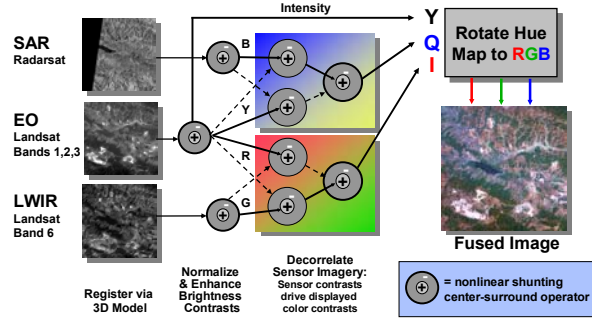 Intensity
SAR
Radarsat
EO
Landsat
Bands 1,2,3
LWIR
Landsat
Band 6
B
Y
R
G
Y
Q
I
Rotate Hue
Map to RGB
Fused Image
Register via
3D Model
Normalize
& Enhance
Brightness
Contrasts
Decorrelate
Sensor Imagery:
Sensor contrasts
drive displayed
color contrasts
= nonlinear shunting
center-surround operator